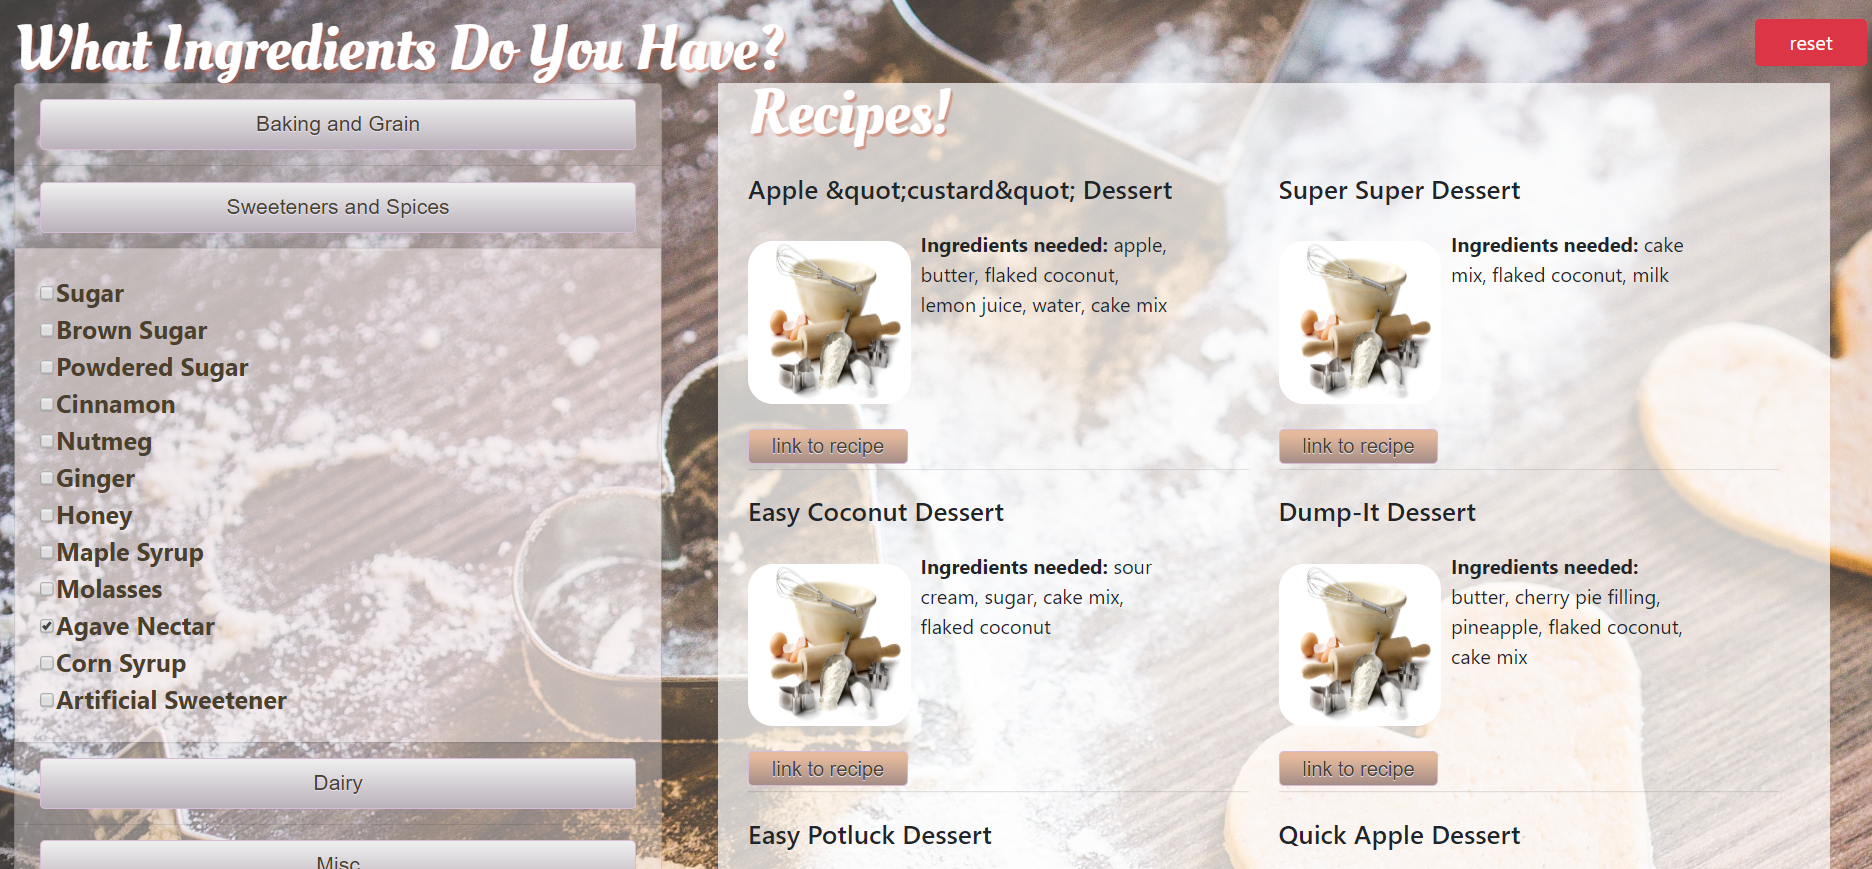 What Ingredients Do You Have?
reset
Baking and Grain
Sweeteners and Spices
Sugar
Brown Sugar
Powdered Sugar
Cinnamon
Nutmeg
Ginger
Honey
Maple Syrup
Molasses
Agave Nectar
Corn Syrup
Artificial Sweetener
Dairy
Misc
Recipes!
Apple &quot;custard&quot; Dessert
Ingredients needed: apple,
butter, flaked coconut,
lemon juice, water, cake mix
link to recipe
Super Super Dessert
Ingredients needed: cake
mix, flaked coconut, milk
link to recipe
Easy Coconut Dessert
Ingredients needed: sour
cream, sugar, cake mix,
flaked coconut
link to recipe
Dump-It Dessert
Ingredients needed:
butter, cherry pie filling,
pineapple, flaked coconut,
cake mix
link to recipe
Easy Potluck Dessert
Quick Apple Dessert